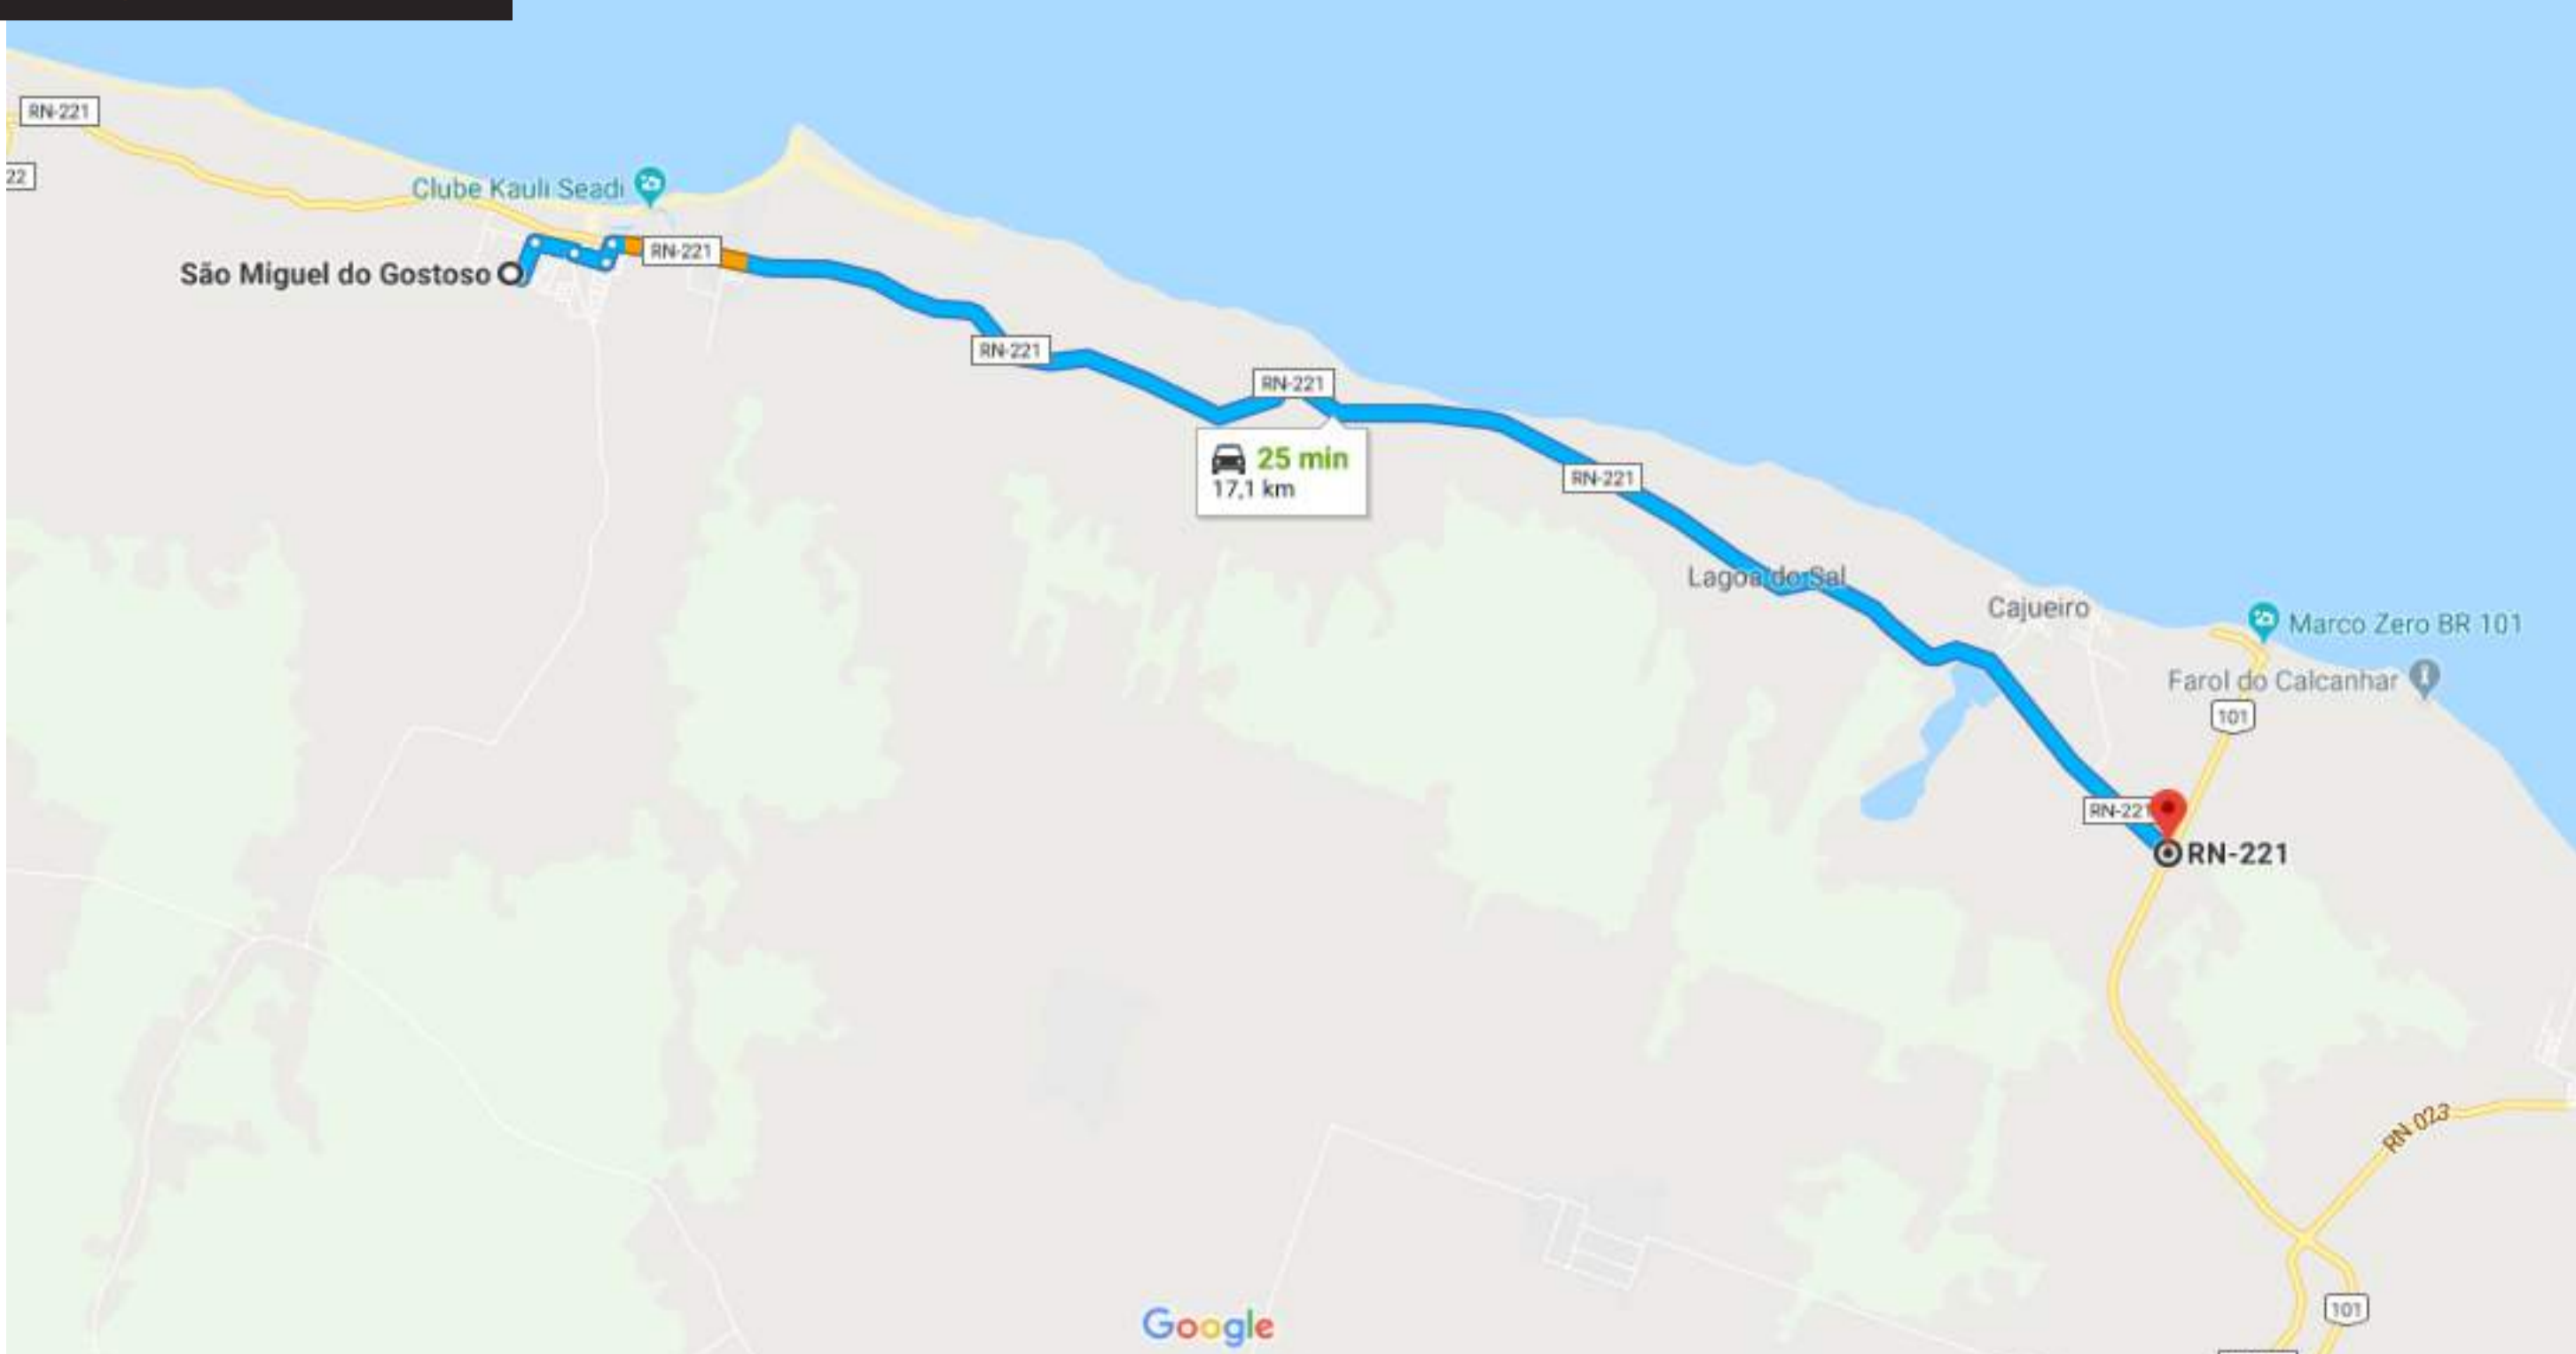 RN-221
22
Clube Kauli Seadi
São Miguel do Gostoso
RN-221
RN-221
RN-221
25 min
17,1 km
RN-221
Lagoa do Sal
Cajueiro
Marco Zero BR 101
Farol do Calcanhar
101
RN-221
RN-221
RN 023
101
Google